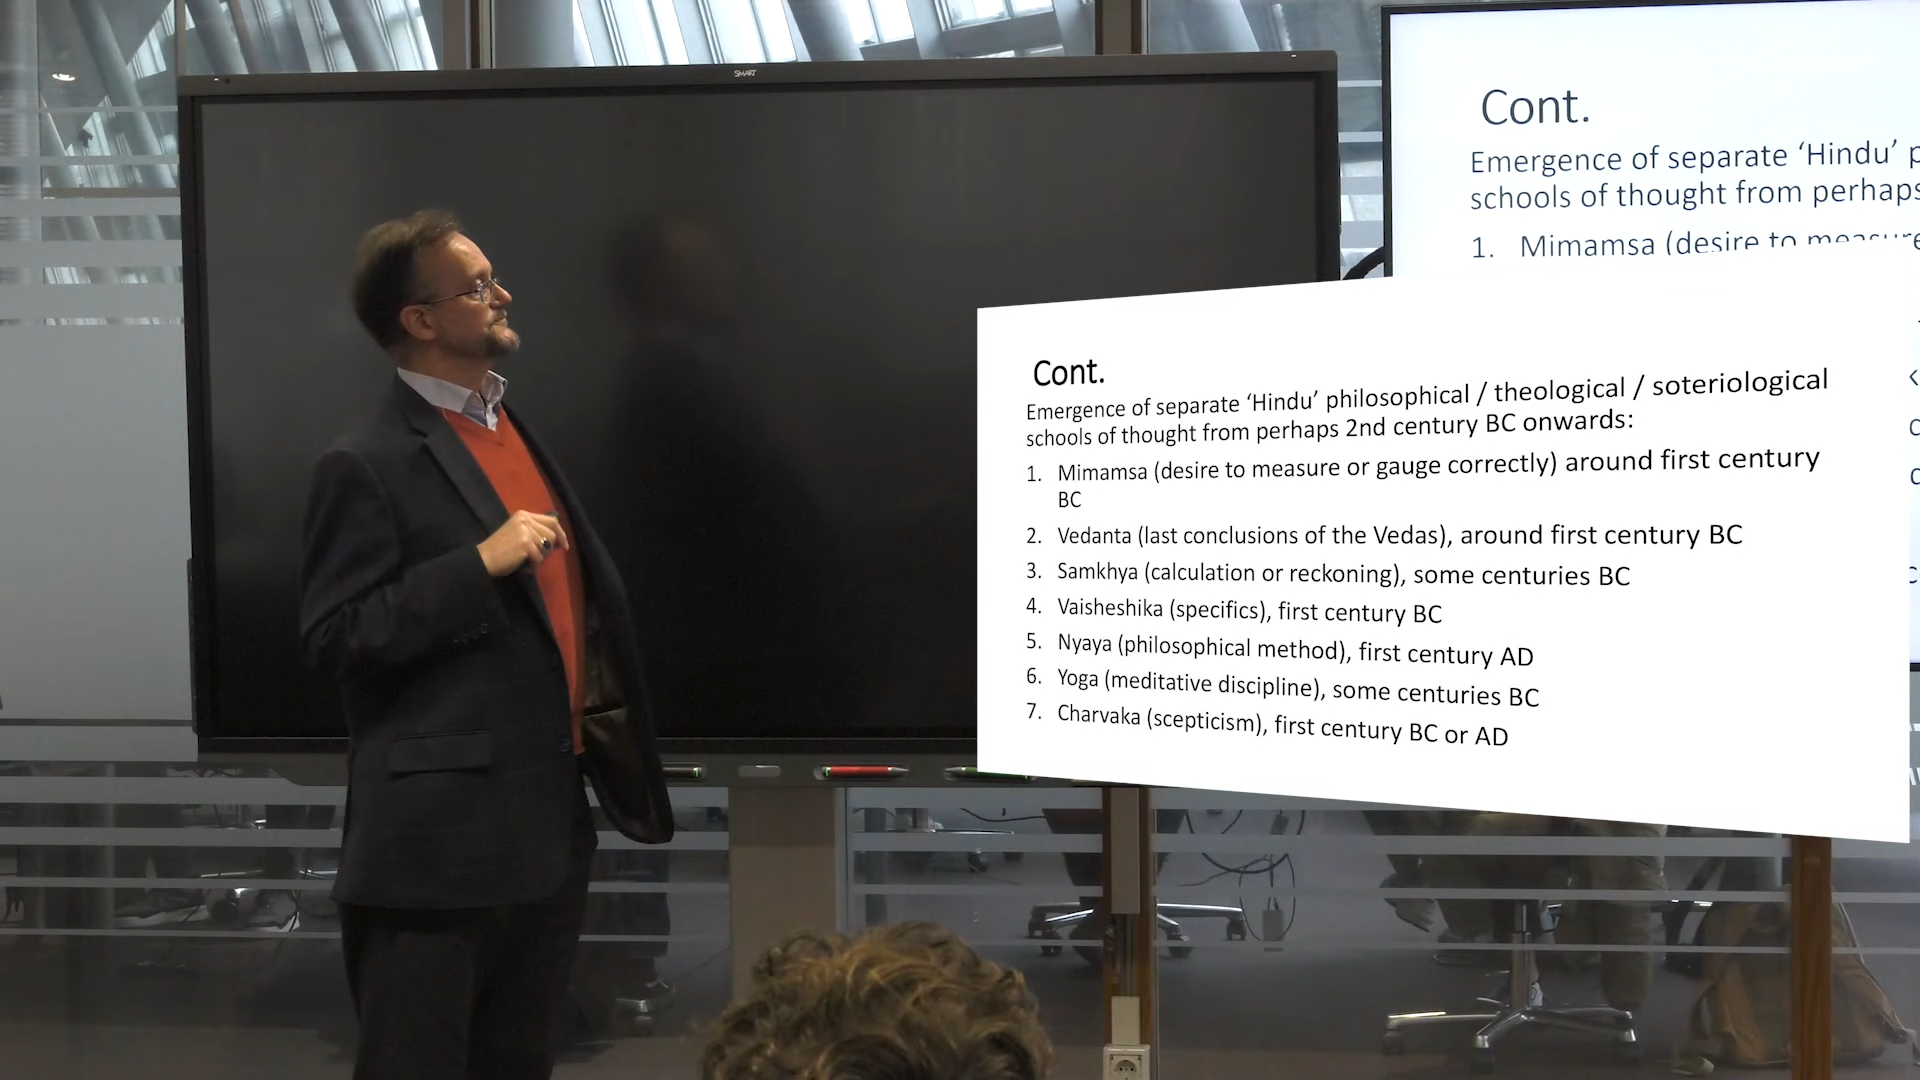 SMART
Cont.
Emergence of separate ‘Hindu’
schools of thought from perhaps
1. Mimamsa (desire to measure
Cont.
Emergence of separate ‘Hindu’ philosophical / theological / soteriological
schools of thought from perhaps 2nd century BC onwards:
1. Mimamsa (desire to measure or gauge correctly) around first century
BC
2. Vedanta (last conclusions of the Vedas), around first century BC
3. Samkhya (calculation or reckoning), some centuries BC
4. Vaisheshika (specifics), first century BC
5. Nyaya (philosophical method), first century AD
6. Yoga (meditative discipline), some centuries BC
7. Charvaka (scepticism), first century BC or AD